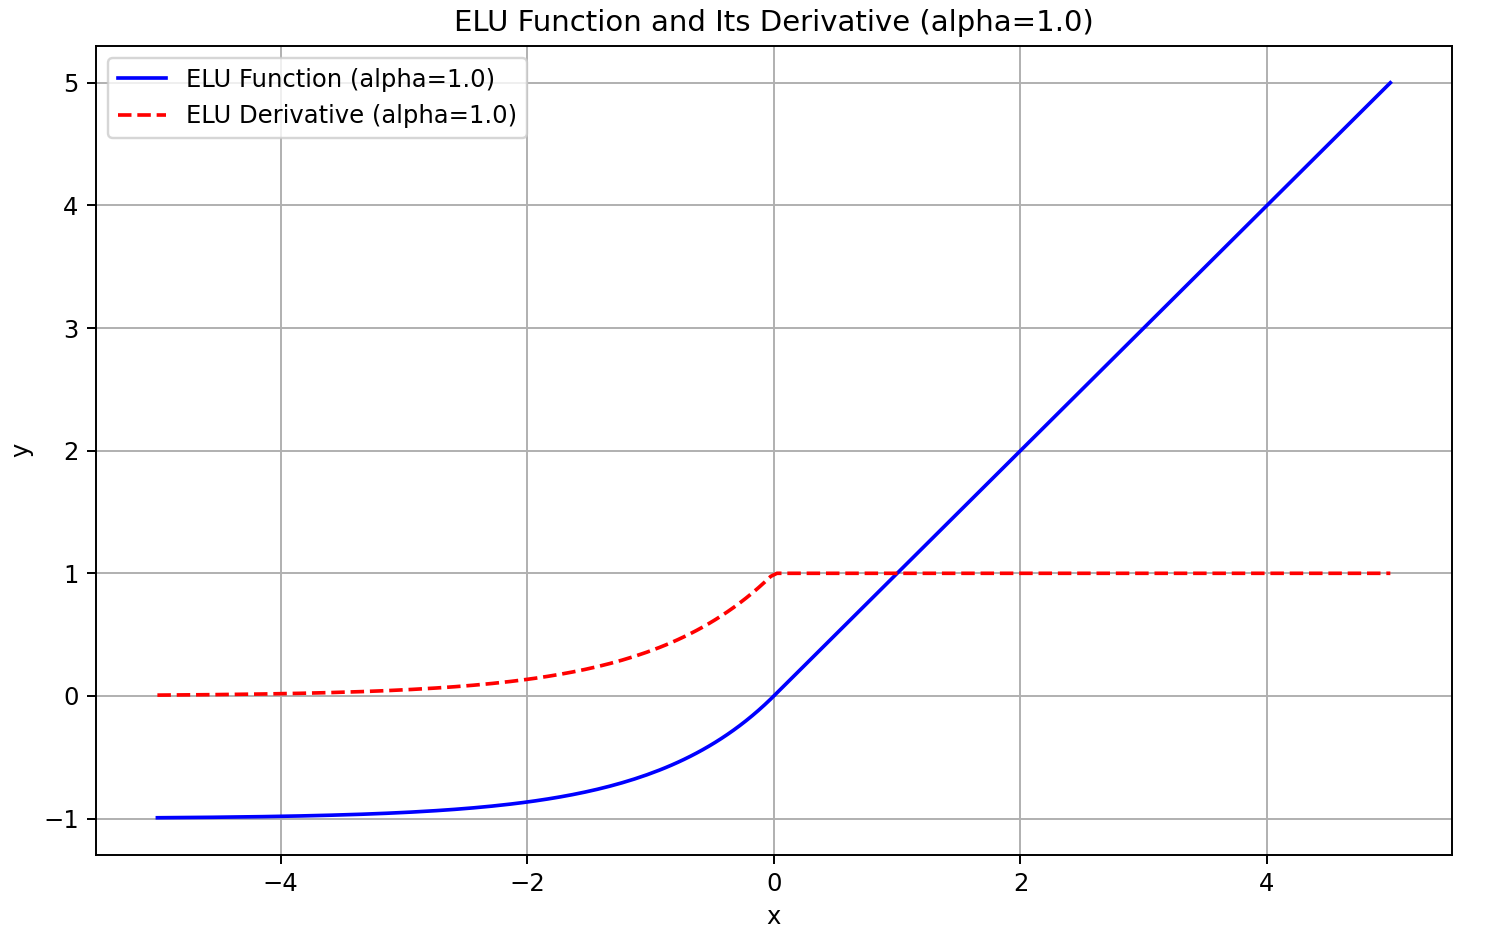 ELU Function and Its Derivative (alpha=1.0)
ELU Function (alpha=1.0)
ELU Derivative (alpha=1.0)
5
4
3
2
1
0
−1
y
−4
−2
0
2
4
x